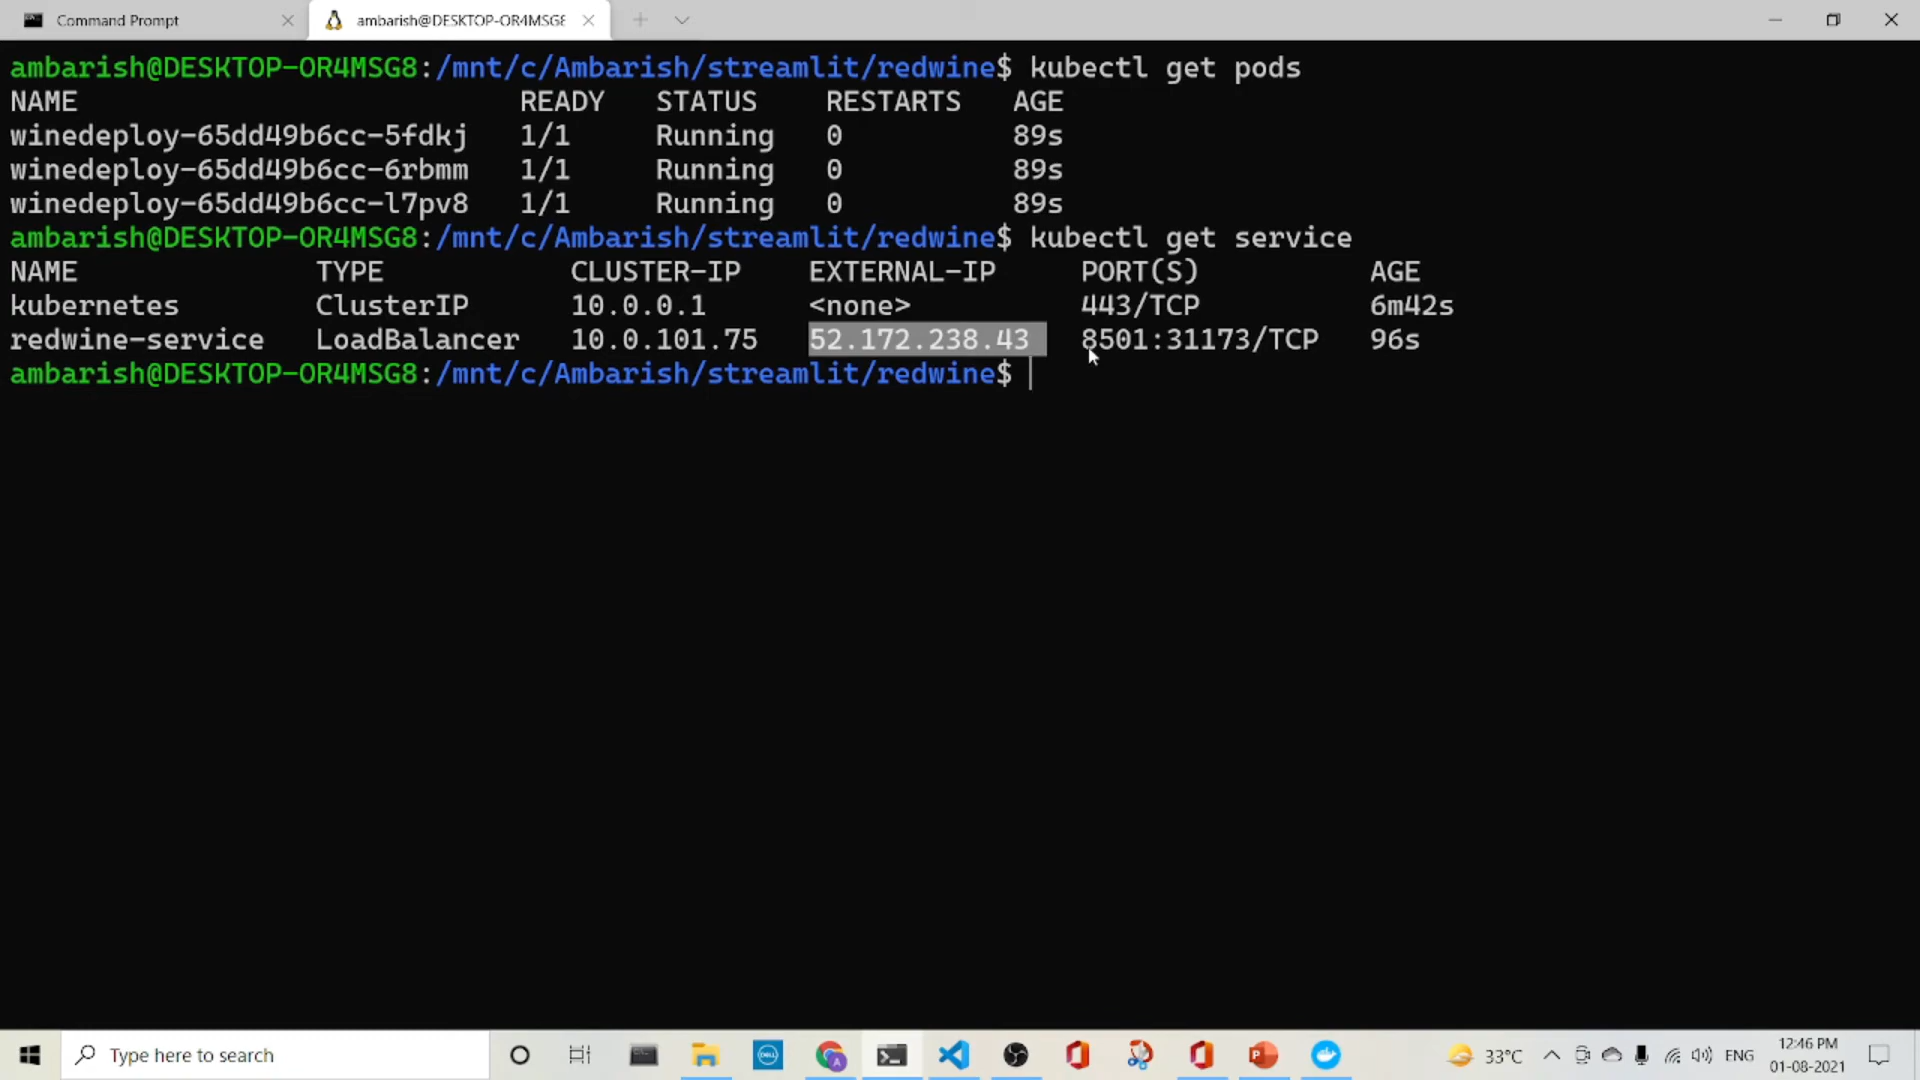 Command Prompt
ambarish@DESKTOP-OR4MSG8
ambarish@DESKTOP-OR4MSG8:/mnt/c/Ambarish/streamlit/redwine$ kubectl get pods
NAME READY STATUS RESTARTS AGE
winedeploy-65dd49b6cc-5fdkj 1/1 Running 0 89s
winedeploy-65dd49b6cc-6rbmm 1/1 Running 0 89s
winedeploy-65dd49b6cc-l7pv8 1/1 Running 0 89s
ambarish@DESKTOP-OR4MSG8:/mnt/c/Ambarish/streamlit/redwine$ kubectl get service
NAME TYPE CLUSTER-IP EXTERNAL-IP PORT(S) AGE
kubernetes ClusterIP 10.0.0.1 <none> 443/TCP 6m42s
redwine-service LoadBalancer 10.0.101.75 52.172.238.43 8501:31173/TCP 96s
ambarish@DESKTOP-OR4MSG8:/mnt/c/Ambarish/streamlit/redwine$
Type here to search
DELL
A
P
33°C
ENG
12:46 PM
01-08-2021